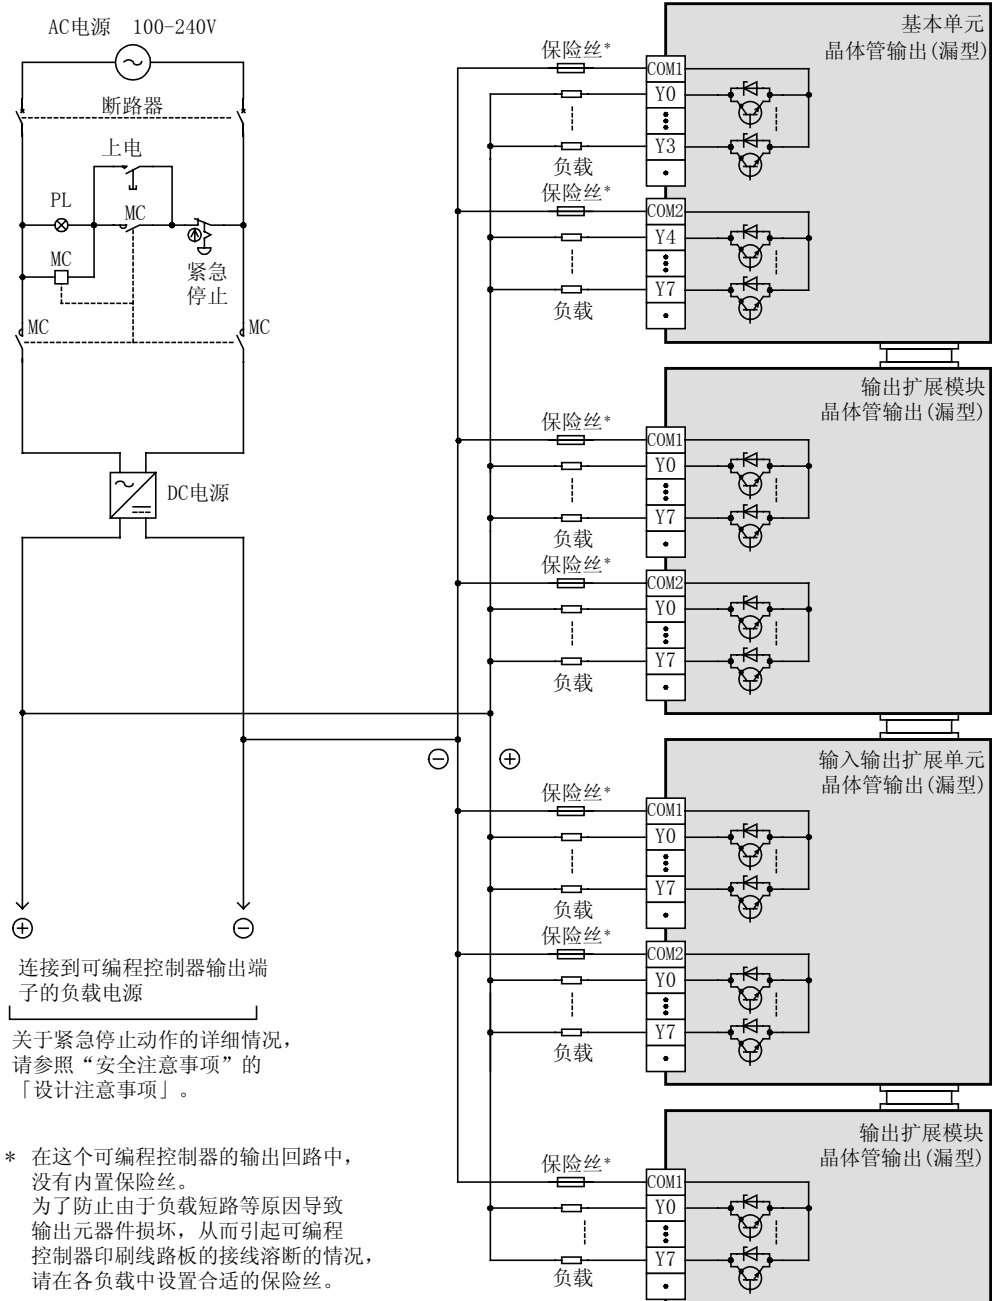 AC电源 100-240V
断路器
上电
PL
MC
MC
紧急
停止
MC
MC
DC电源
连接到可编程控制器输出端
子的负载电源
关于紧急停止动作的详细情况，
请参照“安全注意事项”的
「设计注意事项」。
* 在这个可编程控制器的输出回路中，
没有内置保险丝。
为了防止由于负载短路等原因导致
输出元器件损坏，从而引起可编程
控制器印刷线路板的接线溶断的情况，
请在各负载中设置合适的保险丝。
基本单元
晶体管输出(漏型)
保险丝*
COM1
Y0
Y3
负载
保险丝*
COM2
Y4
Y7
负载
输出扩展模块
晶体管输出(漏型)
保险丝*
COM1
Y0
Y7
负载
保险丝*
COM2
Y0
Y7
负载
输入输出扩展单元
晶体管输出(漏型)
保险丝*
COM1
Y0
Y7
负载
保险丝*
COM2
Y0
Y7
负载
输出扩展模块
晶体管输出(漏型)
保险丝*
COM1
Y0
Y7
负载